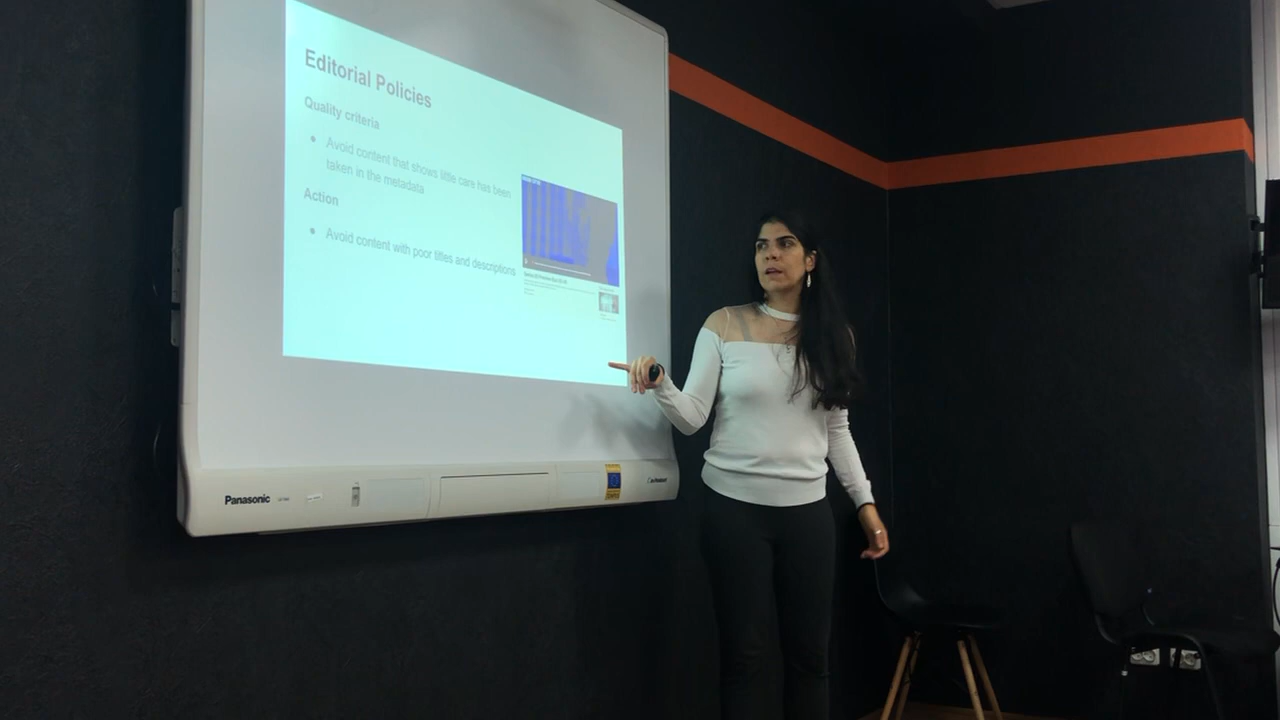 Editorial Policies
Quality criteria
● Avoid content that shows little care has been
taken in the metadata
Action
● Avoid content with poor titles and descriptions
Panasonic